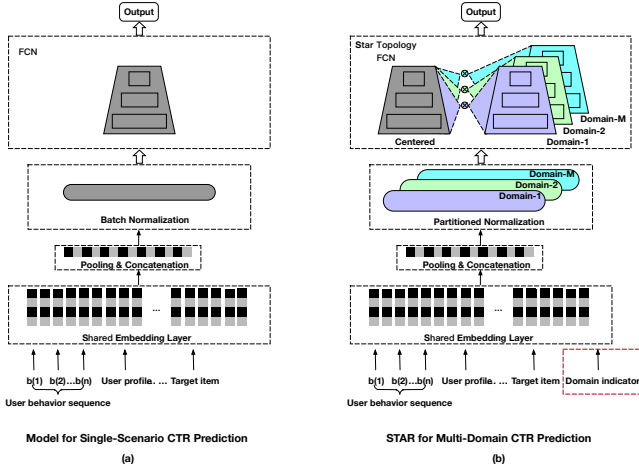 Output
FCN
Batch Normalization
Pooling & Concatenation
...
Shared Embedding Layer
b(1) b(2)...b(n) User profile.. ... Target item
User behavior sequence
Model for Single-Scenario CTR Prediction
(a)
Output
Star Topology
FCN
Domain-M
Domain-2
Domain-1
Centered
Domain-M
Domain-2
Domain-1
Partitioned Normalization
Pooling & Concatenation
...
Shared Embedding Layer
b(1) b(2)...b(n) User profile.. ... Target item Domain indicator
User behavior sequence
STAR for Multi-Domain CTR Prediction
(b)